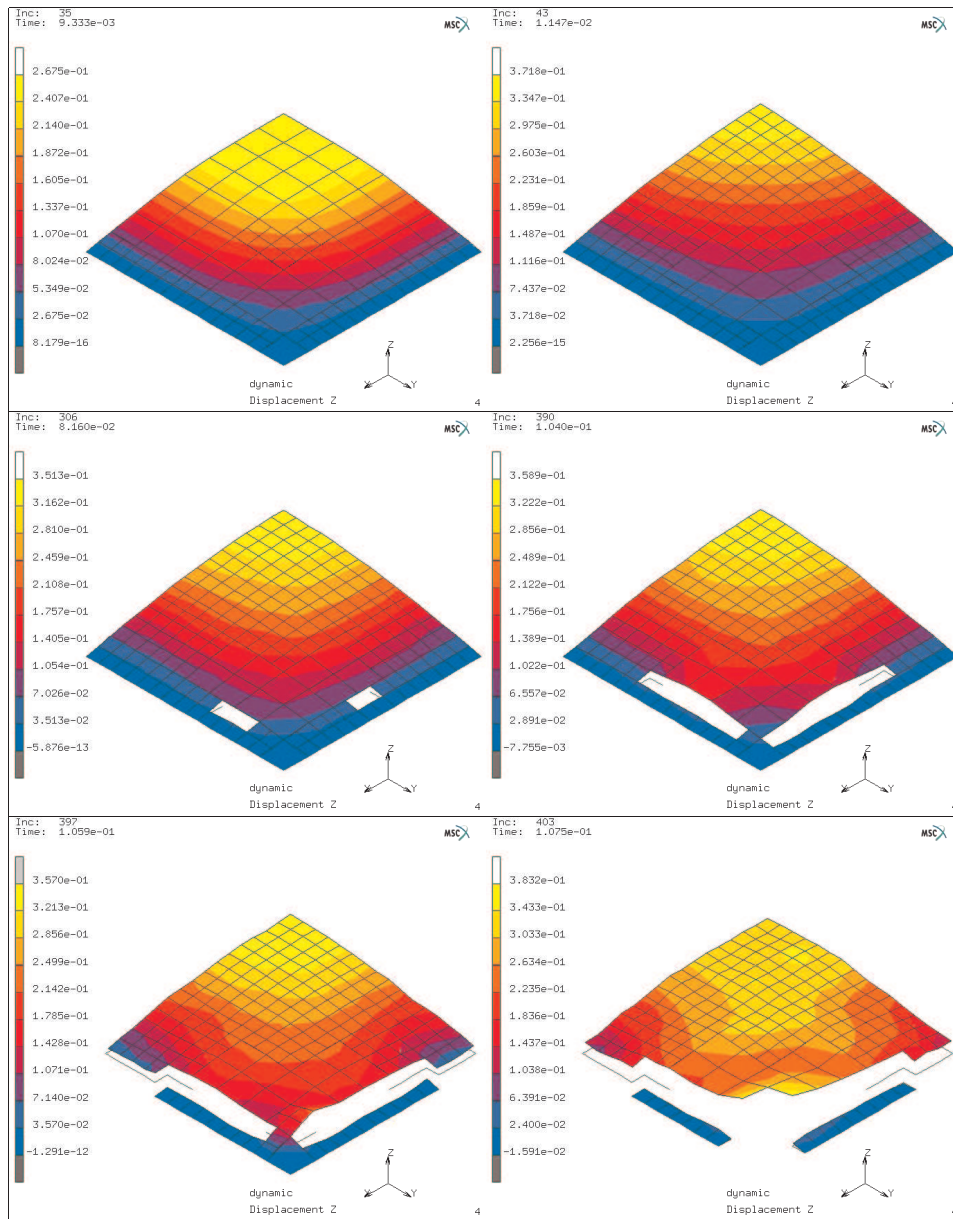 Inc: 35
Time: 9.333e-03
MSC
2.675e-01
2.407e-01
2.140e-01
1.872e-01
1.605e-01
1.337e-01
1.070e-01
8.024e-02
5.349e-02
2.675e-02
8.179e-16
Z
X Y
dynamic
Displacement Z
4
Inc: 43
Time: 1.147e-02
MSC
3.718e-01
3.347e-01
2.975e-01
2.603e-01
2.231e-01
1.859e-01
1.487e-01
1.116e-01
7.437e-02
3.718e-02
2.256e-15
Z
X Y
dynamic
Displacement Z
Inc: 306
Time: 8.160e-02
MSC
3.513e-01
3.162e-01
2.810e-01
2.459e-01
2.108e-01
1.757e-01
1.405e-01
1.054e-01
7.026e-02
3.513e-02
-5.876e-13
Z
X Y
dynamic
Displacement Z
4
Inc: 390
Time: 1.040e-01
MSC
3.589e-01
3.222e-01
2.856e-01
2.489e-01
2.122e-01
1.756e-01
1.389e-01
1.022e-01
6.557e-02
2.891e-02
-7.755e-03
Z
X Y
dynamic
Displacement Z
Inc: 397
Time: 1.059e-01
MSC
3.570e-01
3.213e-01
2.856e-01
2.499e-01
2.142e-01
1.785e-01
1.428e-01
1.071e-01
7.140e-02
3.570e-02
-1.291e-12
Z
X Y
dynamic
Displacement Z
4
Inc: 403
Time: 1.075e-01
MSC
3.832e-01
3.433e-01
3.033e-01
2.634e-01
2.235e-01
1.836e-01
1.437e-01
1.038e-01
6.391e-02
2.400e-02
-1.591e-02
Z
X Y
dynamic
Displacement Z